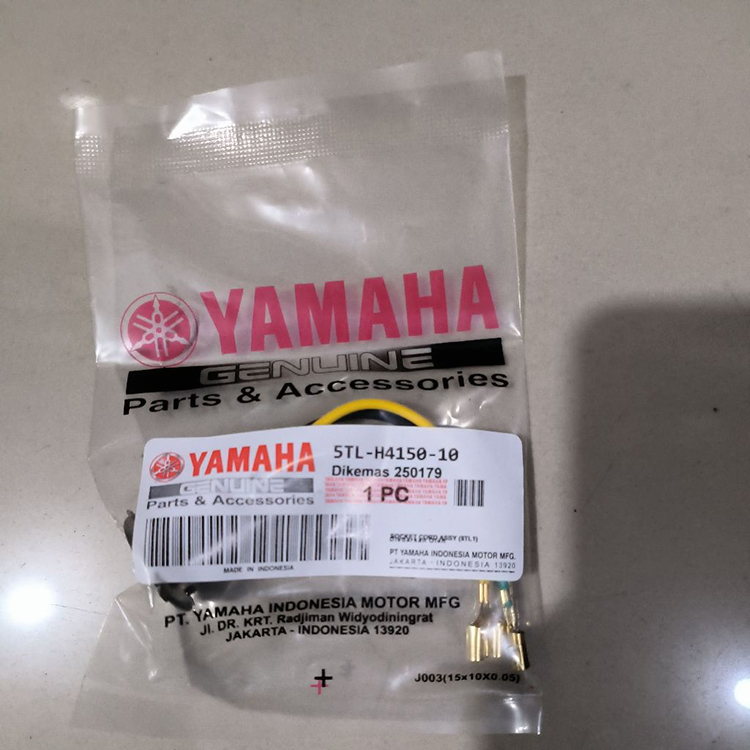 YAMAHA
GENUINE
Parts & Accessories
YAMAHA
GENUINE
Parts & Accessories
5TL-H4150-10
Dikemas 250179
1 PC
SOCKET CORD ASSY (5TL1)
PT YAMAHA INDONESIA MOTOR MFG.
JAKARTA - INDONESIA 13920
MADE IN INDONESIA
PT. YAMAHA INDONESIA MOTOR MFG
Jl. DR. KRT. Radjiman Widyodiningrat
JAKARTA - INDONESIA 13920
J003(15x10x0.05)